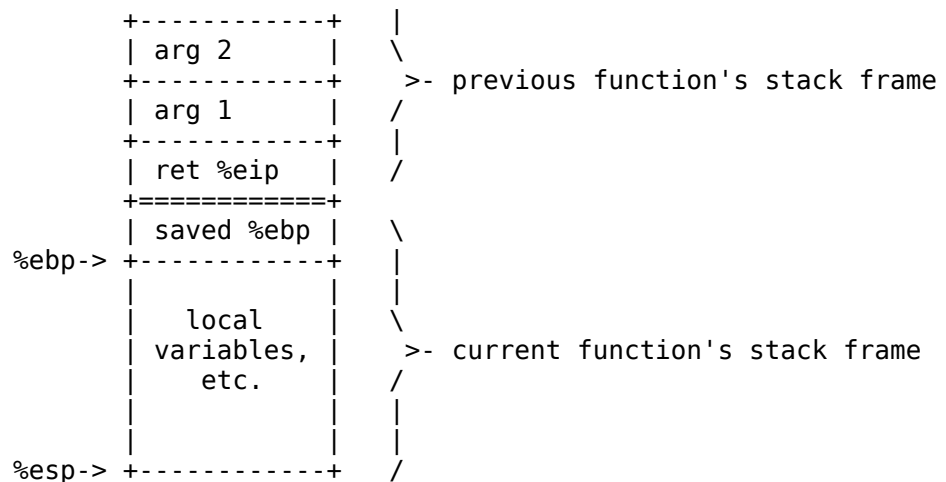 +------------+   |
       | arg 2      |   \
       +------------+    >- previous function's stack frame
       | arg 1      |   /
       +------------+   |
       | ret %eip   |   /
       +============+
       | saved %ebp |   \
%ebp-> +------------+   |
       |            |   |
       |   local    |   \
       | variables, |    >- current function's stack frame
       |    etc.    |   /
       |            |   |
       |            |   |
%esp-> +------------+   /